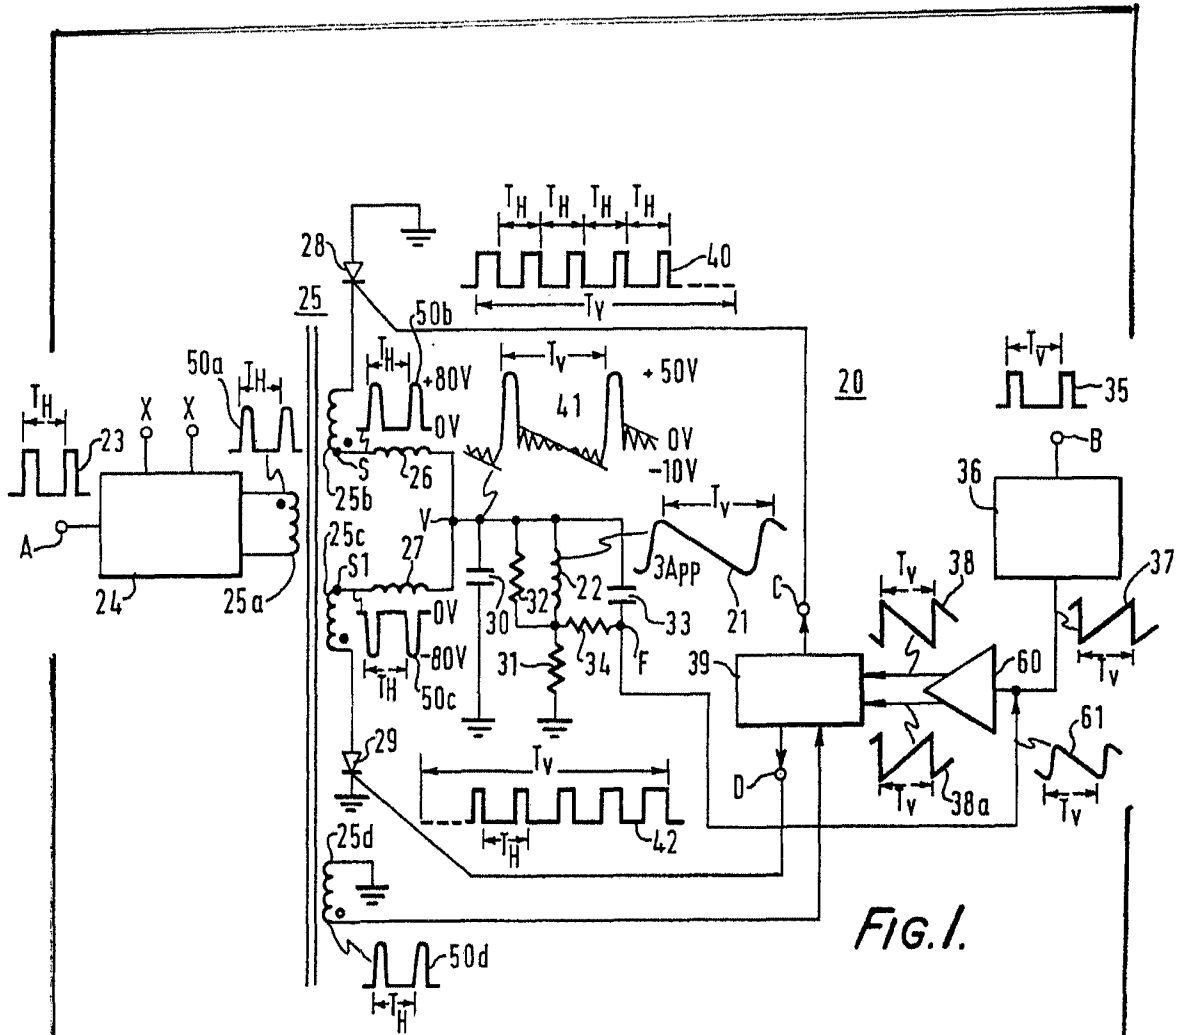 T_H T_H T_H T_H
28
40
T_V
25
50b
50a
T_H
T_H
+80V
0V
T_V
+50V
41
0V
-10V
20
T_V
35
T_H
23
X X
S
26
25b
B
36
A
24
25a
25c
S1
27
V
0V
-80V
T_H
50c
30
32
22
33
31
34
F
T_V
3App
21
C
39
T_V
38
37
T_V
60
61
T_V
T_V
38a
D
29
T_V
T_H
42
25d
50d
T_H
FIG. 1.